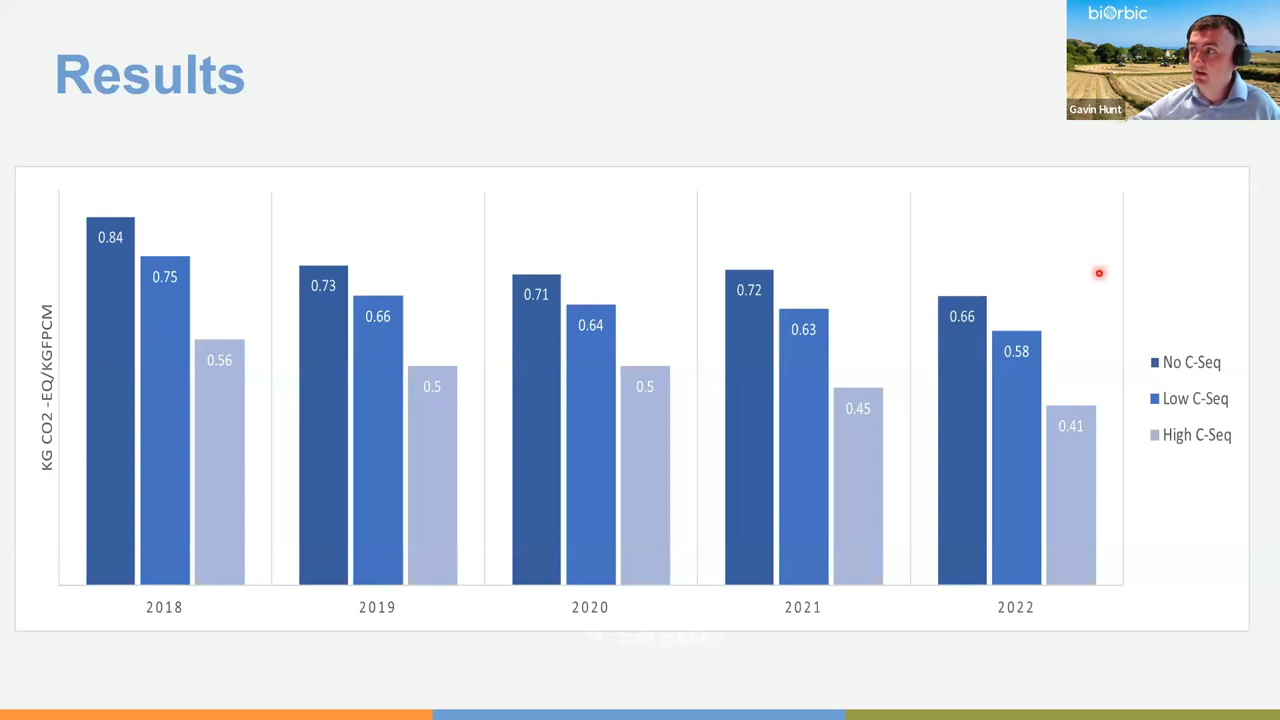 biOrbic
Gavin Hunt
Results
KG CO2 -EQ/KGFPCM
0.84
0.75
0.56
0.73
0.66
0.5
0.71
0.64
0.5
0.72
0.63
0.45
0.66
0.58
0.41
No C-Seq
Low C-Seq
High C-Seq
2018
2019
2020
2021
2022